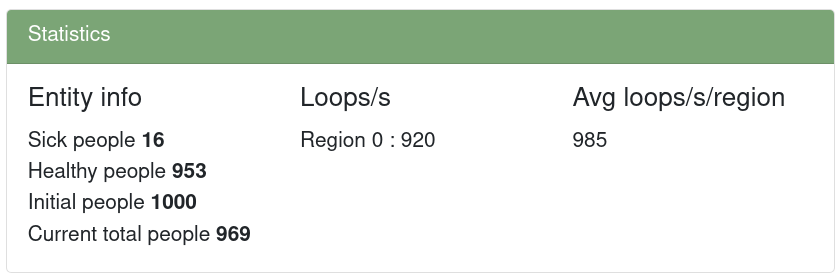 Statistics
Entity info
Sick people 16
Healthy people 953
Initial people 1000
Current total people 969
Loops/s
Region 0 : 920
Avg loops/s/region
985